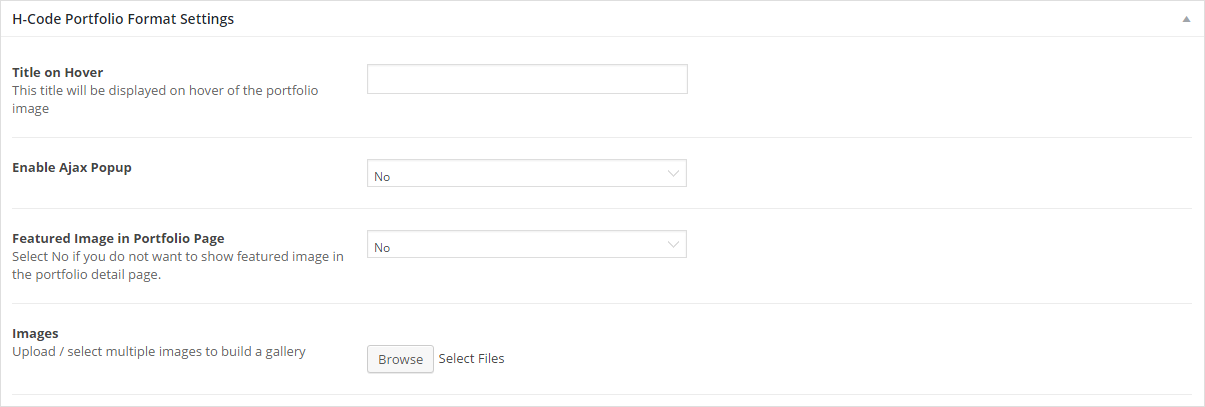 H-Code Portfolio Format Settings
Title on Hover
This title will be displayed on hover of the portfolio
image
Enable Ajax Popup
No
Featured Image in Portfolio Page
Select No if you do not want to show featured image in
the portfolio detail page.
No
Images
Upload / select multiple images to build a gallery
Browse Select Files